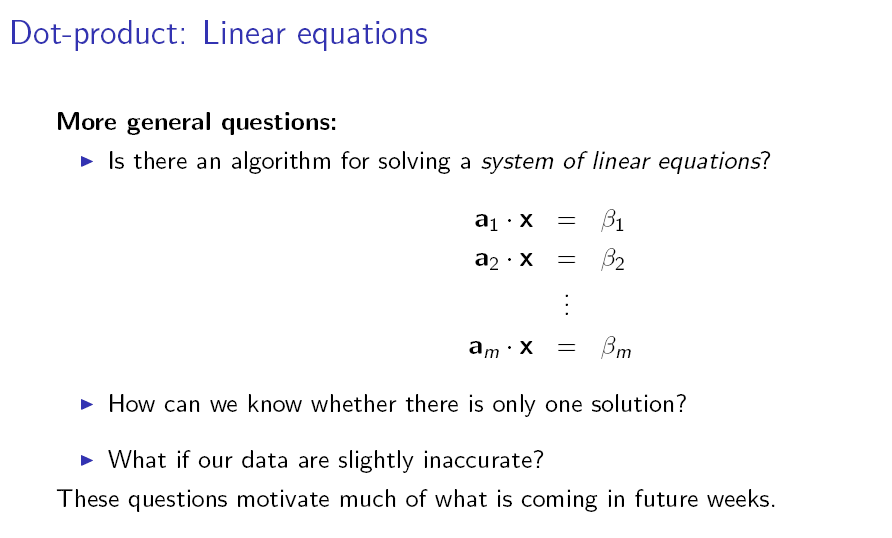 Dot-product: Linear equations
More general questions:
▶ Is there an algorithm for solving a system of linear equations?
a₁ · x = β₁
a₂ · x = β₂
⋮
aₘ · x = βₘ
▶ How can we know whether there is only one solution?
▶ What if our data are slightly inaccurate?
These questions motivate much of what is coming in future weeks.